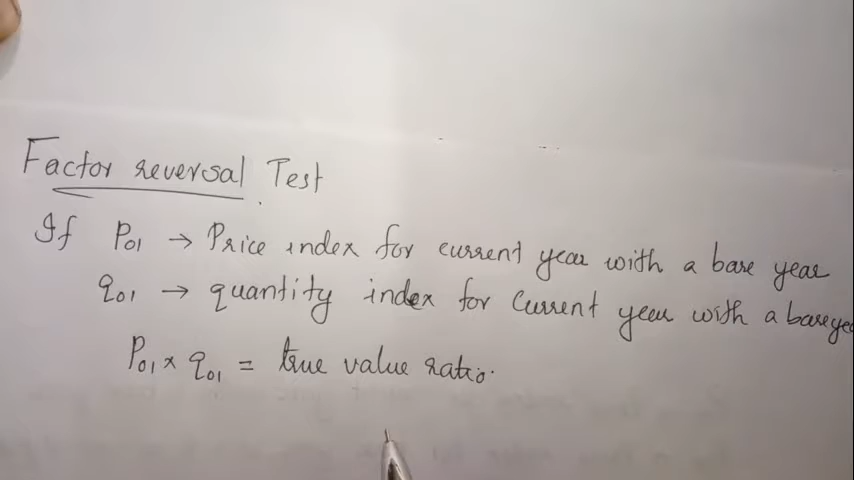 Factor reversal Test
If P01 → Price index for current year with a base year
q01 → quantity index for current year with a base year
P01 x q01 = true value ratio.